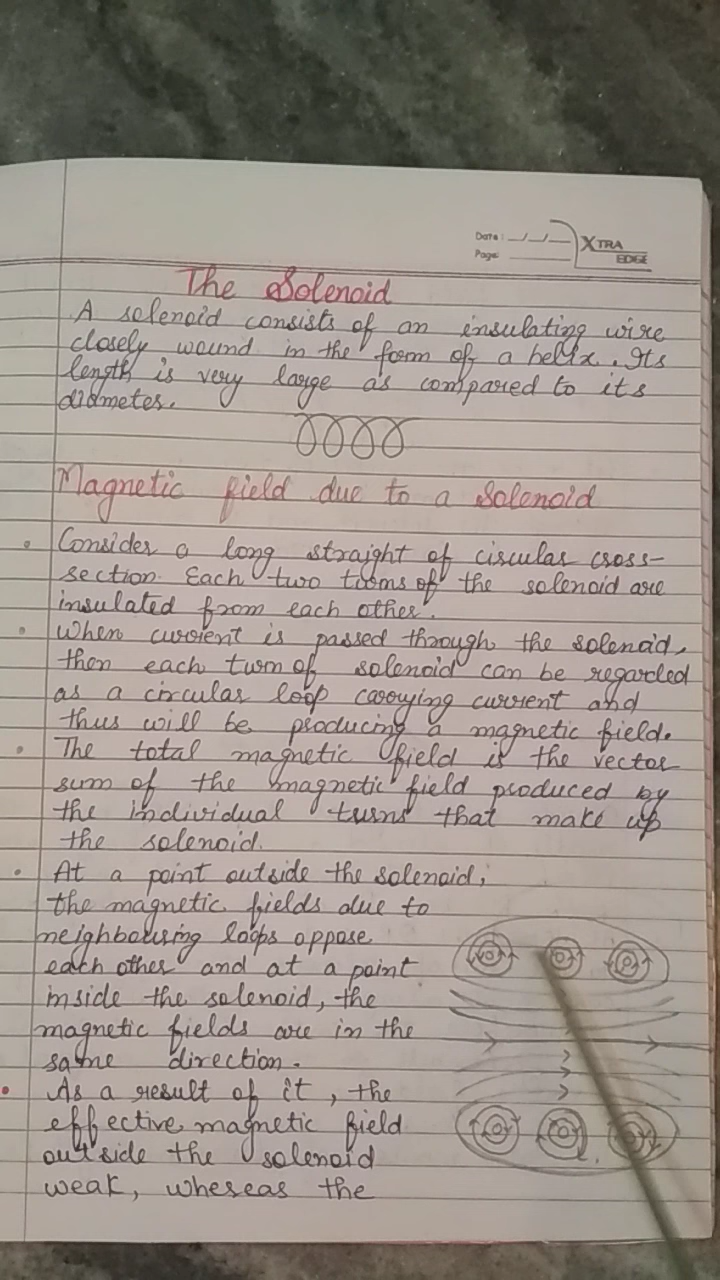 Date: __/__/__
Page: ______
XTRA
EDGE
The Solenoid
A solenoid consists of an insulating wire
closely wound in the form of a helix. Its
length is very large as compared to its
diameter.
Magnetic field due to a Solenoid
• Consider a long straight of circular cross-
section. Each two turns of the solenoid are
insulated from each other.
• When current is passed through the solenoid,
then each turn of solenoid can be regarded
as a circular loop carrying current and
thus will be producing a magnetic field.
• The total magnetic field is the vector
sum of the magnetic field produced by
the individual turns that make up
the solenoid.
• At a point outside the solenoid,
the magnetic fields due to
neighbouring loops oppose
each other and at a point
inside the solenoid, the
magnetic fields are in the
same direction.
• As a result of it, the
effective magnetic field
outside the solenoid
weak, whereas the